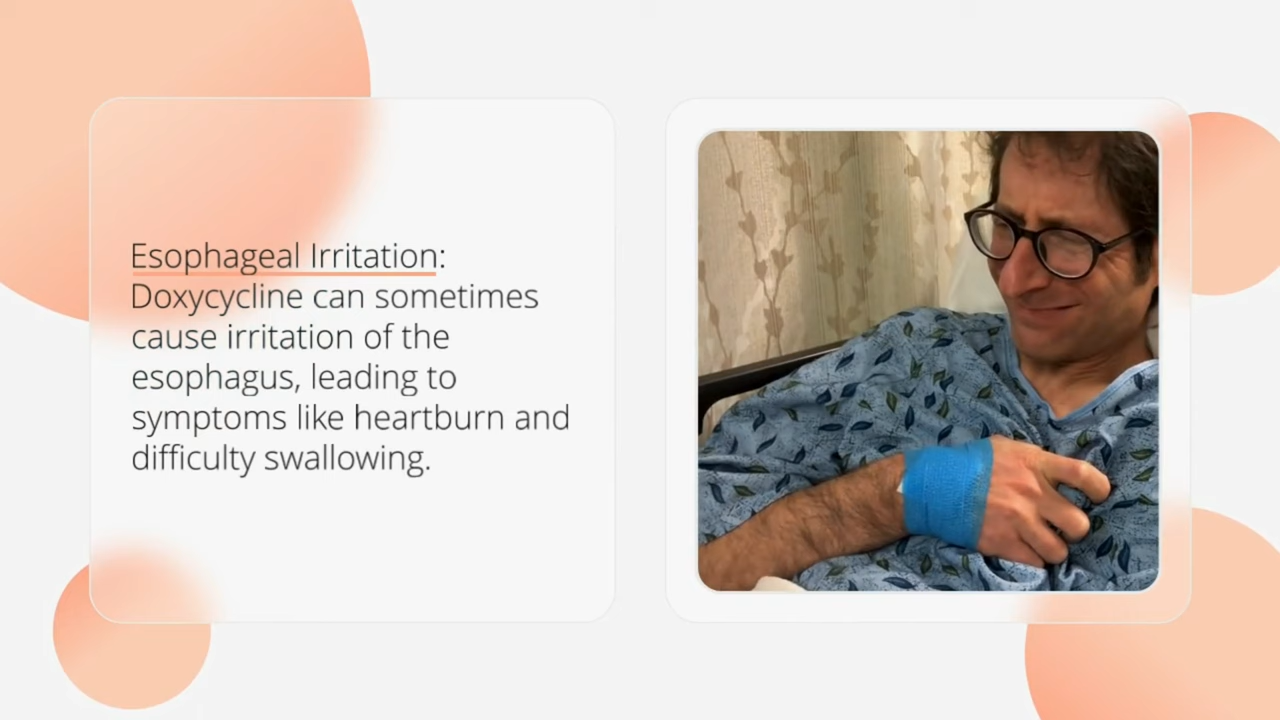 Esophageal Irritation:
Doxycycline can sometimes
cause irritation of the
esophagus, leading to
symptoms like heartburn and
difficulty swallowing.